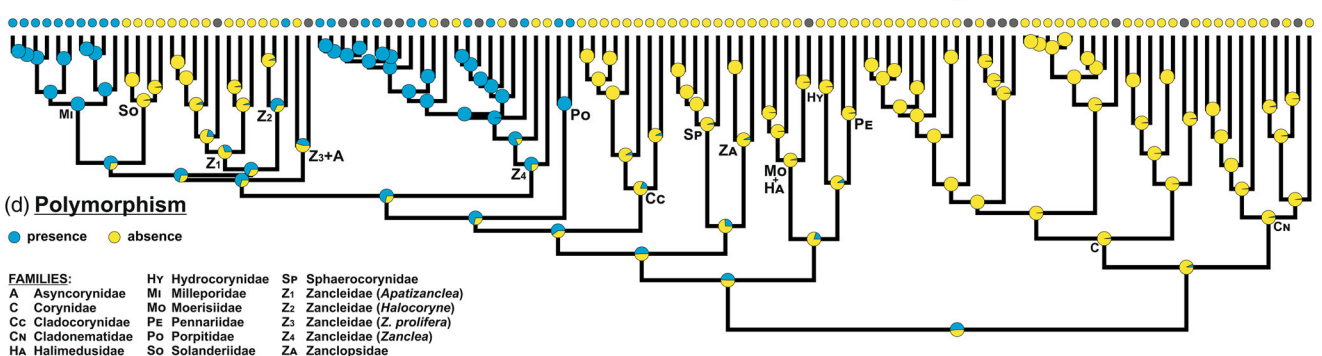 Mi
So
Z1
Z2
Z3+A
Z4
Po
Cc
Sp
ZA
Mo
+
HA
Hy
PE
C
CN
(d) Polymorphism
presence absence
FAMILIES:
A Asyncorynidae
C Corynidae
Cc Cladocorynidae
CN Cladonematidae
HA Halimedusidae
HY Hydrocorynidae
MI Milleporidae
MO Moerisiidae
PE Pennariidae
PO Porpitidae
SO Solanderiidae
SP Sphaerocorynidae
Z1 Zancleidae (Apatizanclea)
Z2 Zancleidae (Halocoryne)
Z3 Zancleidae (Z. prolifera)
Z4 Zancleidae (Zanclea)
ZA Zanclopsidae